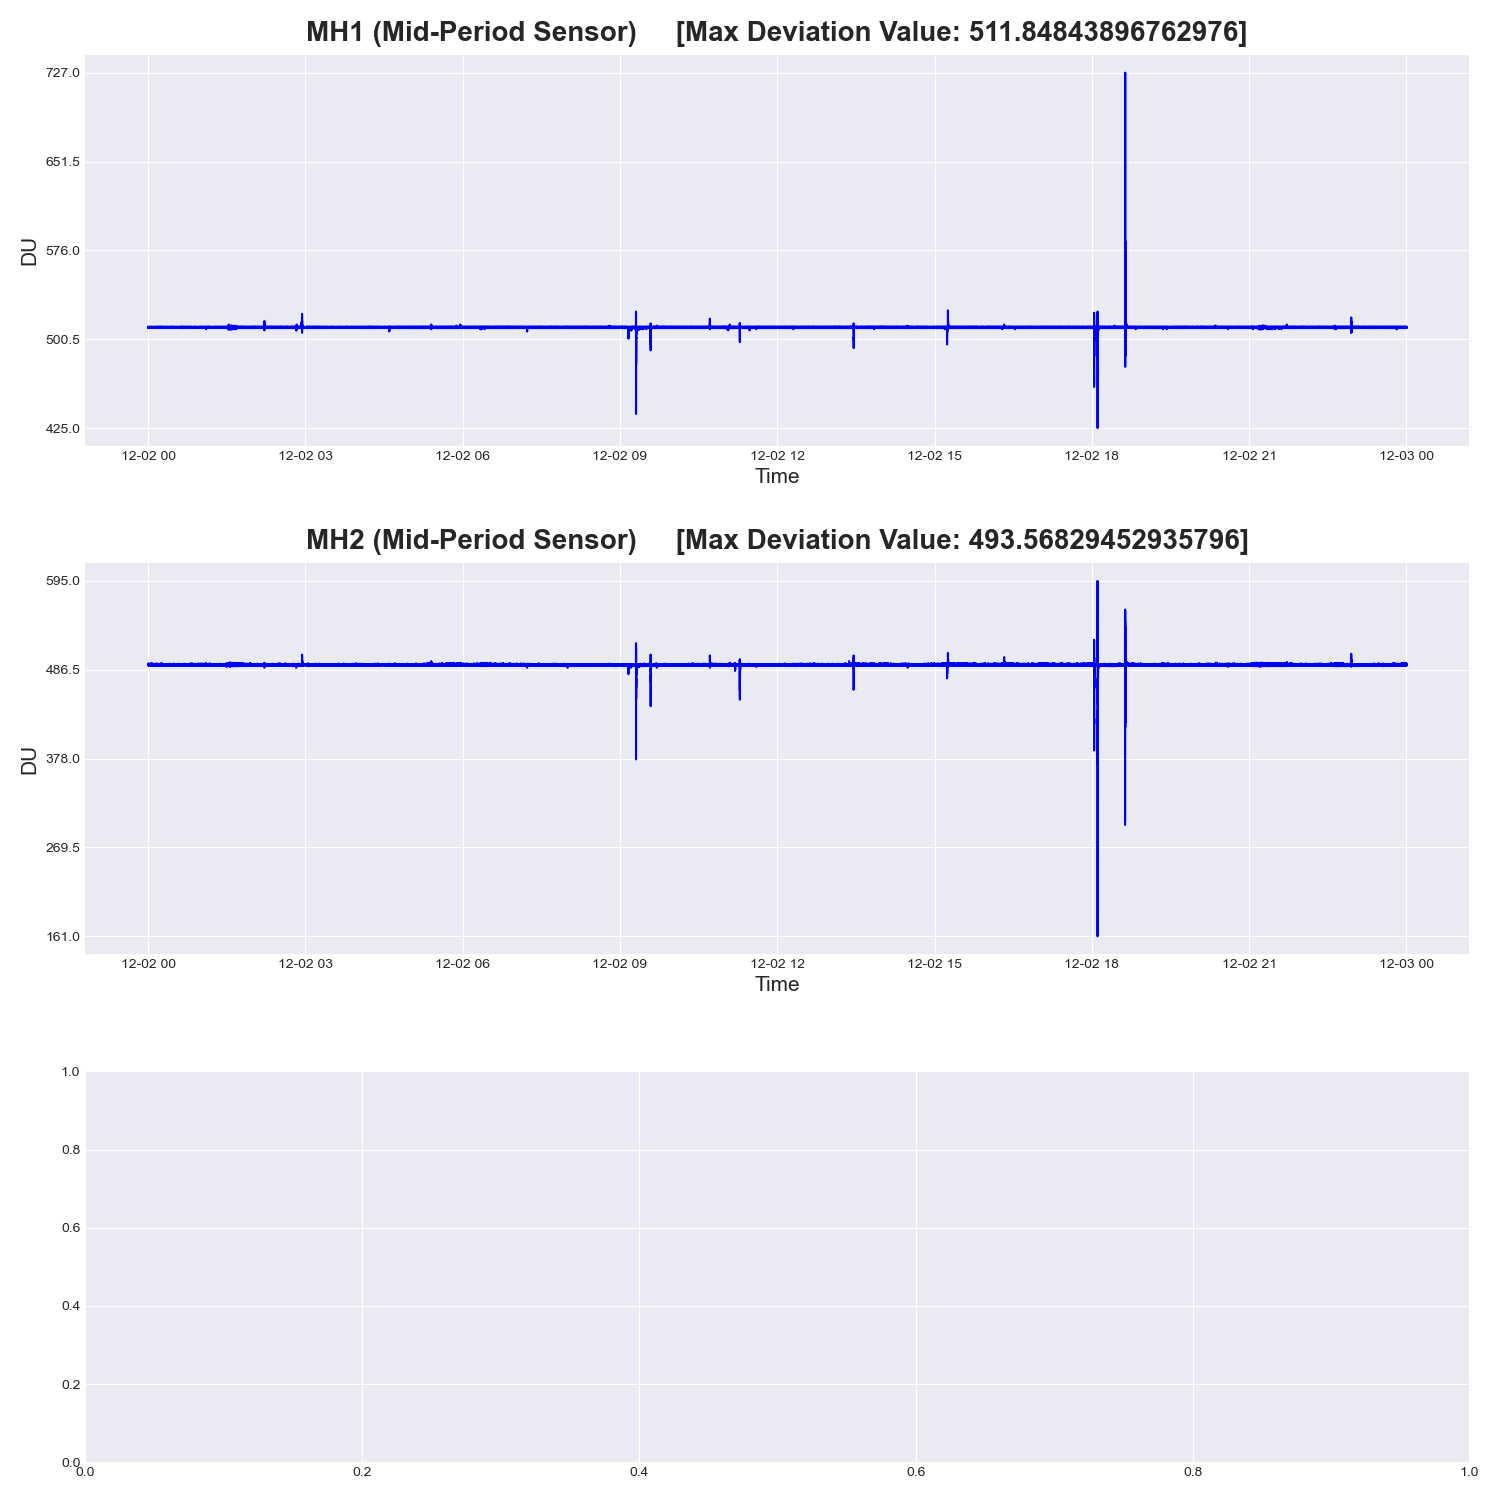 MH1 (Mid-Period Sensor)     [Max Deviation Value: 511.84843896762976]
727.0
651.5
576.0
500.5
425.0
DU
12-02 00 12-02 03 12-02 06 12-02 09 12-02 12 12-02 15 12-02 18 12-02 21 12-03 00
Time
MH2 (Mid-Period Sensor)     [Max Deviation Value: 493.56829452935796]
595.0
486.5
378.0
269.5
161.0
DU
12-02 00 12-02 03 12-02 06 12-02 09 12-02 12 12-02 15 12-02 18 12-02 21 12-03 00
Time
1.0
0.8
0.6
0.4
0.2
0.0
0.0 0.2 0.4 0.6 0.8 1.0